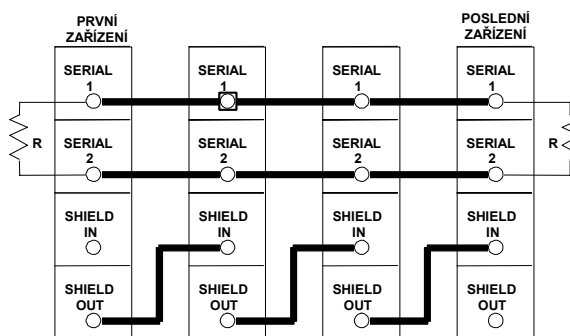 PRVNÍ
ZAŘÍZENÍ
POSLEDNÍ
ZAŘÍZENÍ
SERIAL
1
SERIAL
1
SERIAL
1
SERIAL
1
R
R
SERIAL
2
SERIAL
2
SERIAL
2
SERIAL
2
SHIELD
IN
SHIELD
IN
SHIELD
IN
SHIELD
IN
SHIELD
OUT
SHIELD
OUT
SHIELD
OUT
SHIELD
OUT